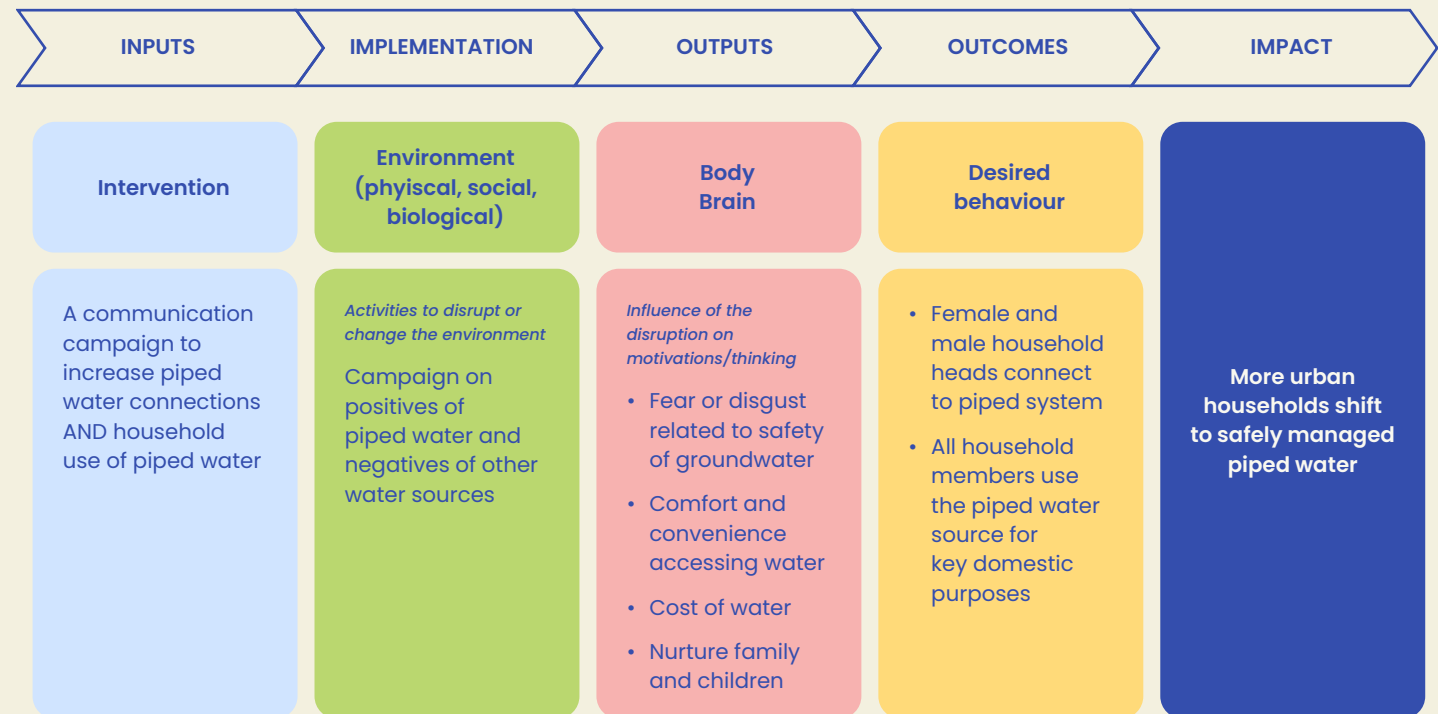 INPUTS
IMPLEMENTATION
OUTPUTS
OUTCOMES
IMPACT
Intervention
A communication
campaign to
increase piped
water connections
AND household
use of piped water
Environment
(phyiscal, social,
biological)
Activities to disrupt or
change the environment
Campaign on
positives of
piped water and
negatives of other
water sources
Body
Brain
Influence of the
disruption on
motivations/thinking
• Fear or disgust
related to safety
of groundwater
• Comfort and
convenience
accessing water
• Cost of water
• Nurture family
and children
Desired
behaviour
• Female and
male household
heads connect
to piped system
• All household
members use
the piped water
source for
key domestic
purposes
More urban
households shift
to safely managed
piped water